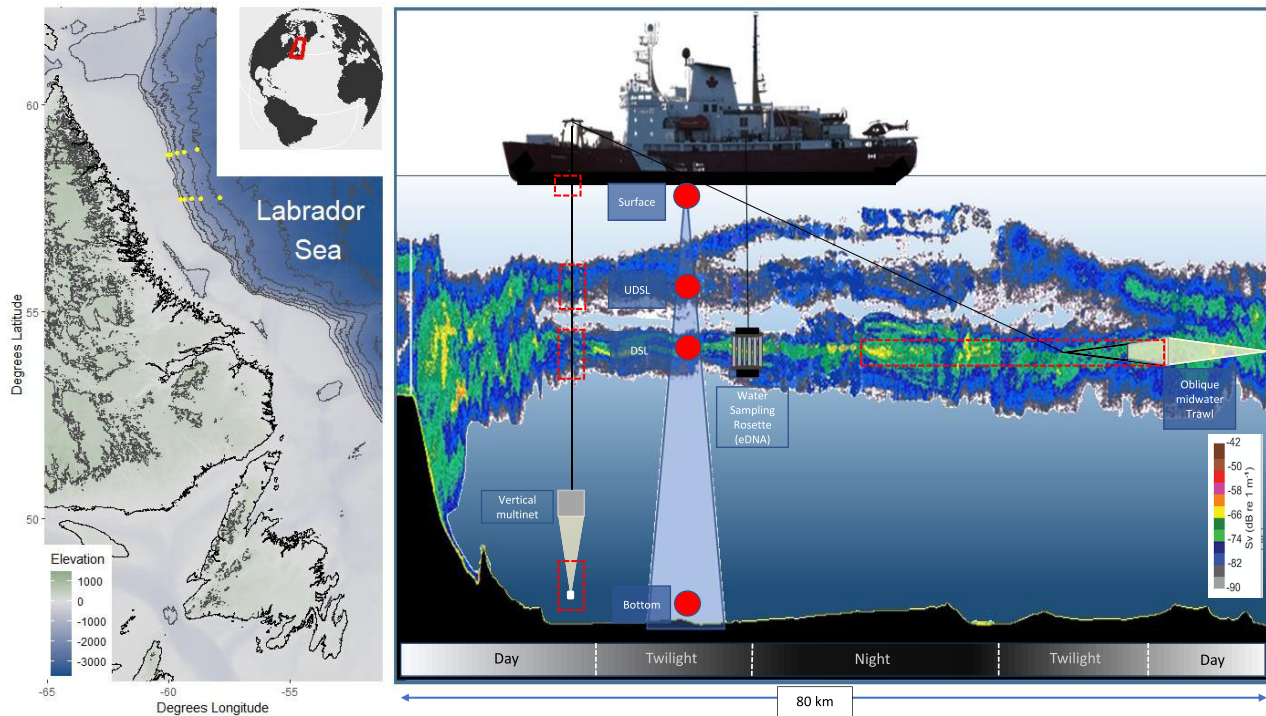 Degrees Latitude
60
55
50
-65
-60
-55
Degrees Longitude
Labrador
Sea
Elevation
1000
0
-1000
-2000
-3000
Surface
UDSL
DSL
Water
Sampling
Rosette
(eDNA)
Oblique
midwater
Trawl
Vertical
multinet
Bottom
-42
-50
-58
-66
-74
-82
-90
Sv (dB re 1 m⁻¹)
Day
Twilight
Night
Twilight
Day
80 km